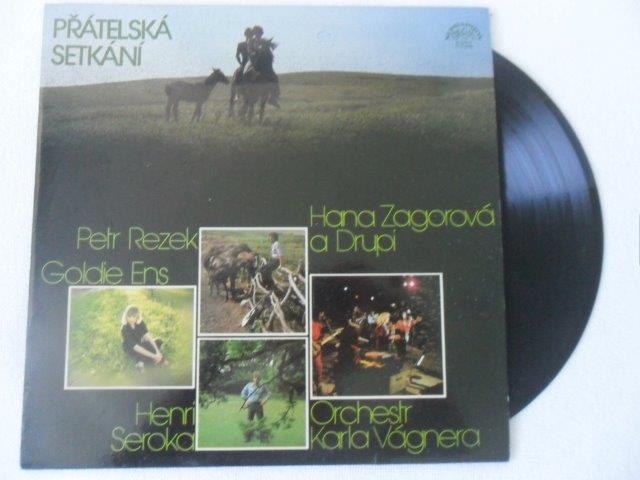 PŘÁTELSKÁ
SETKÁNÍ
Hana Zagorová
a Drupi
Petr Rezek
Goldie Ens
Henri
Seroka
Orchestr
Karla Vágnera